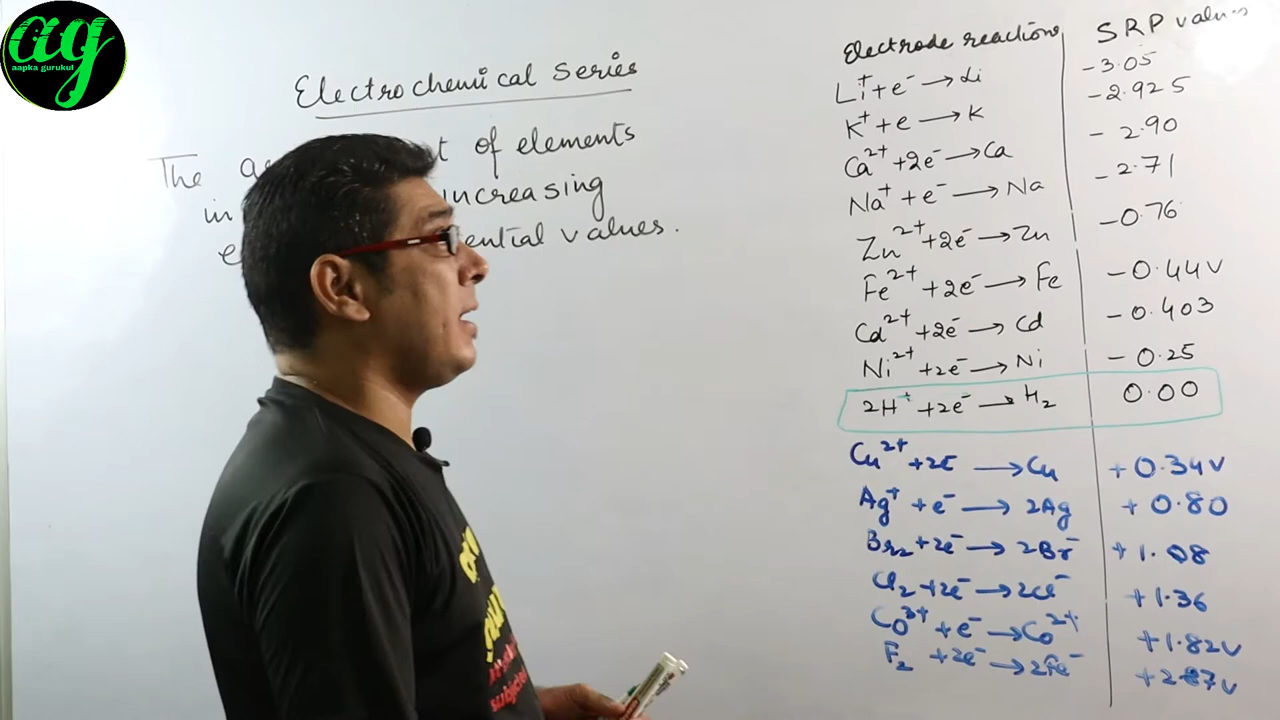 ag
aapka gurukul
Electrochemical Series
The of elements
in increasing
values.
Electrode reactions SRP values
Li⁺+e⁻ → Li -3.05
K⁺+e → K -2.925
Ca²⁺+2e⁻ → Ca - 2.90
Na⁺+e⁻ → Na -2.71
Zn²⁺+2e⁻ → Zn -0.76
Fe²⁺+2e⁻ → Fe -0.44V
Cd²⁺+2e⁻ → Cd -0.403
Ni²⁺+2e⁻ → Ni - 0.25
2H⁺+2e⁻ → H₂ 0.00
Cu²⁺+2e⁻ → Cu +0.34V
Ag⁺+e⁻ → 2Ag +0.80
Br₂+2e⁻ → 2Br⁻ +1.08
Cl₂+2e⁻ → 2Cl⁻ +1.36
CO³⁺+e⁻ → Co²⁺ +1.82V
F₂+2e⁻ → 2Fe⁻ +2.87V